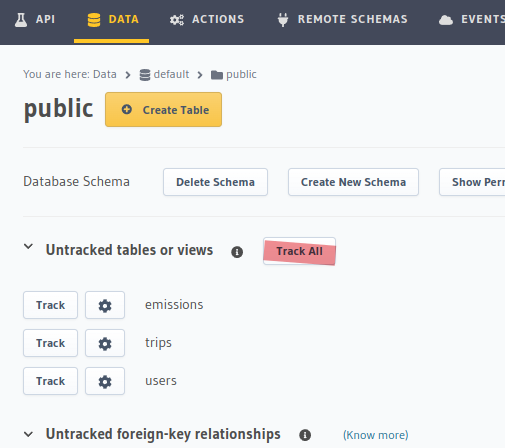 API DATA ACTIONS REMOTE SCHEMAS EVENTS
You are here: Data > default > public
public Create Table
Database Schema Delete Schema Create New Schema Show Perm
Untracked tables or views Track All
Track emissions
Track trips
Track users
Untracked foreign-key relationships (Know more)